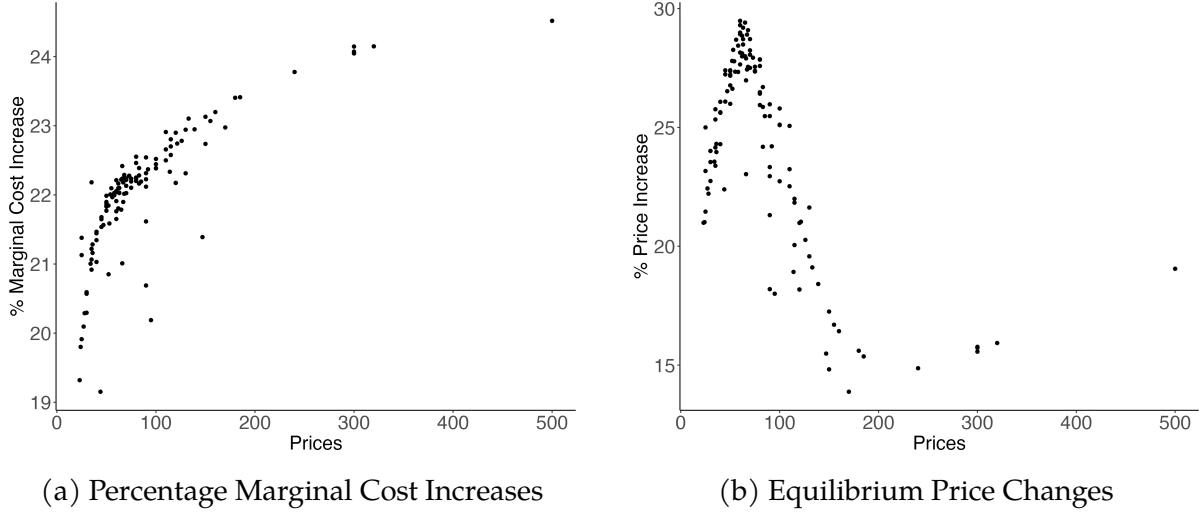 % Marginal Cost Increase
24
23
22
21
20
19
0 100 200 300 400 500
Prices
(a) Percentage Marginal Cost Increases
% Price Increase
30
25
20
15
0 100 200 300 400 500
Prices
(b) Equilibrium Price Changes